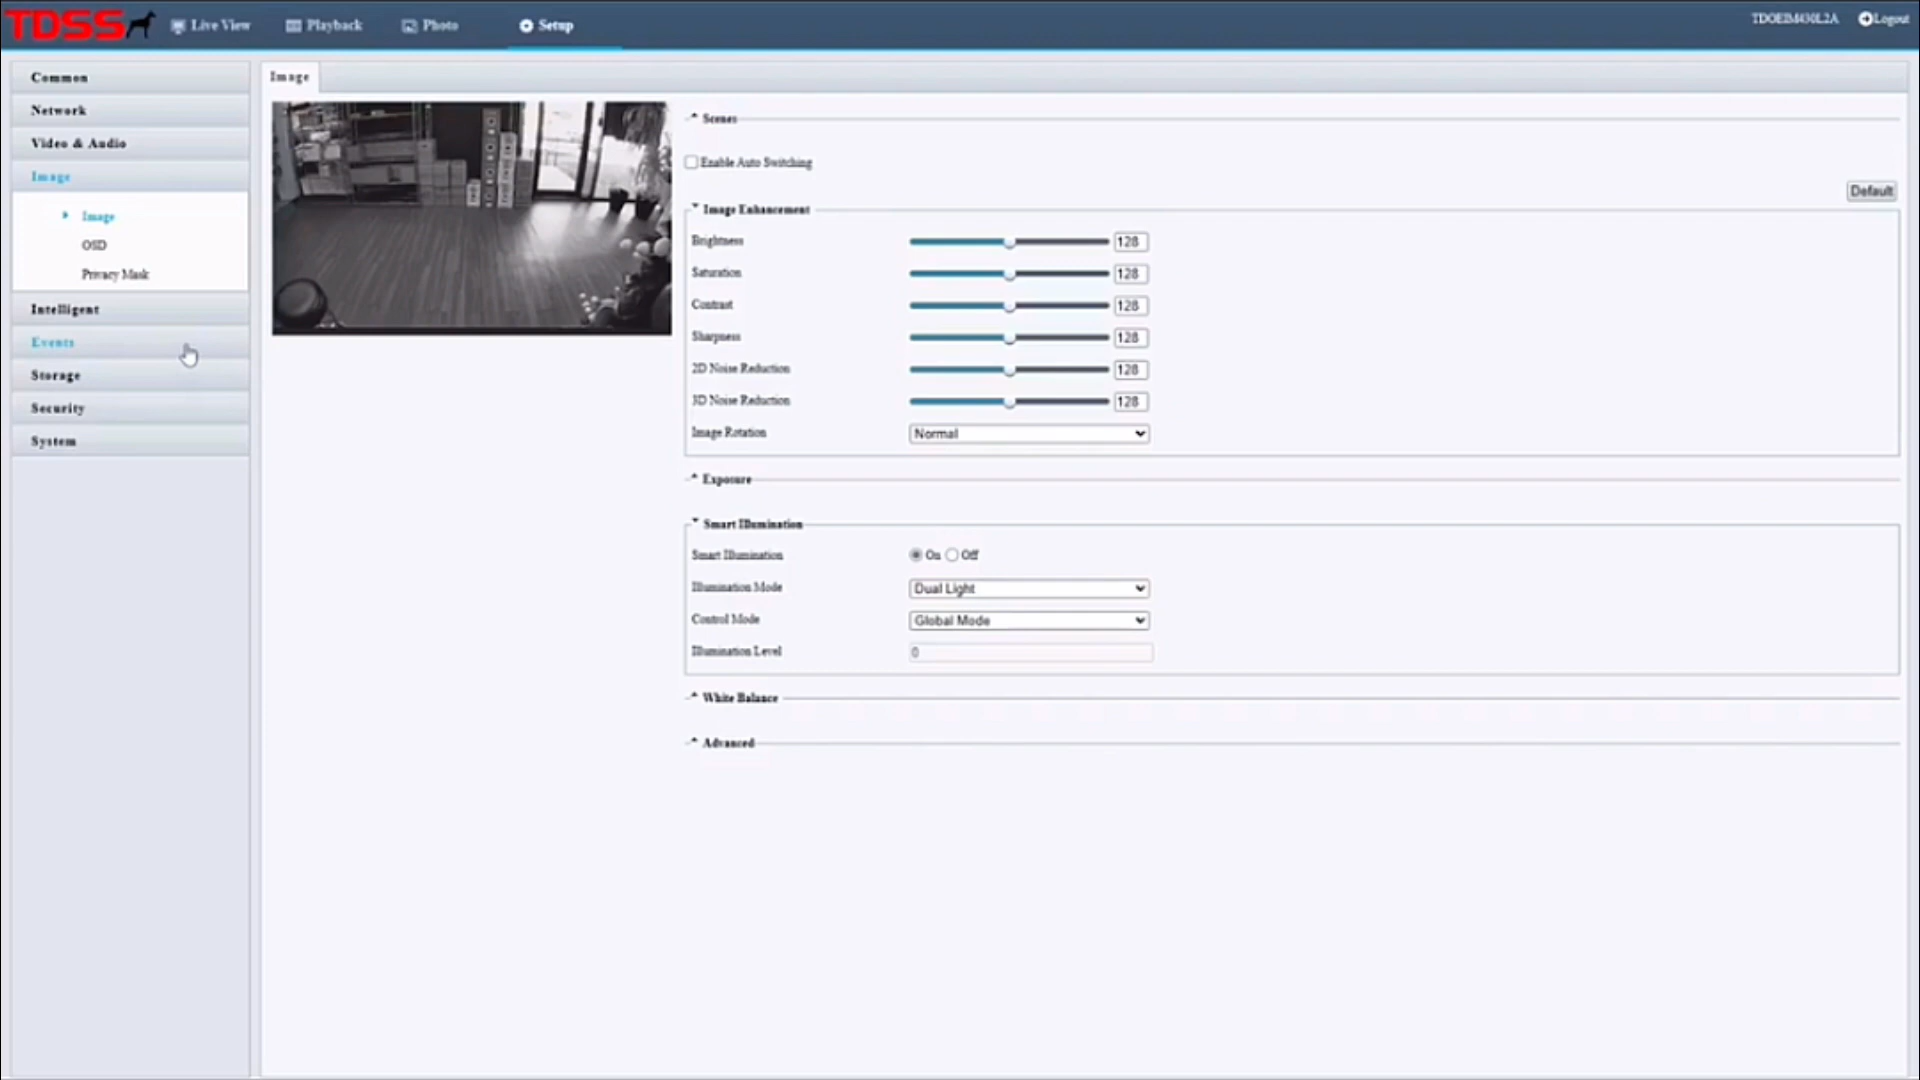 TDSS Live View Playback Photo Setup TDOEIM430L2A Logout
Common
Network
Video & Audio
Image
Image
OSD
Privacy Mask
Intelligent
Events
Storage
Security
System
Image
Scenes
Enable Auto Switching
Default
Image Enhancement
Brightness 128
Saturation 128
Contrast 128
Sharpness 128
2D Noise Reduction 128
3D Noise Reduction 128
Image Rotation Normal
Exposure
Smart Illumination
Smart Illumination On Off
Illumination Mode Dual Light
Control Mode Global Mode
Illumination Level 0
White Balance
Advanced